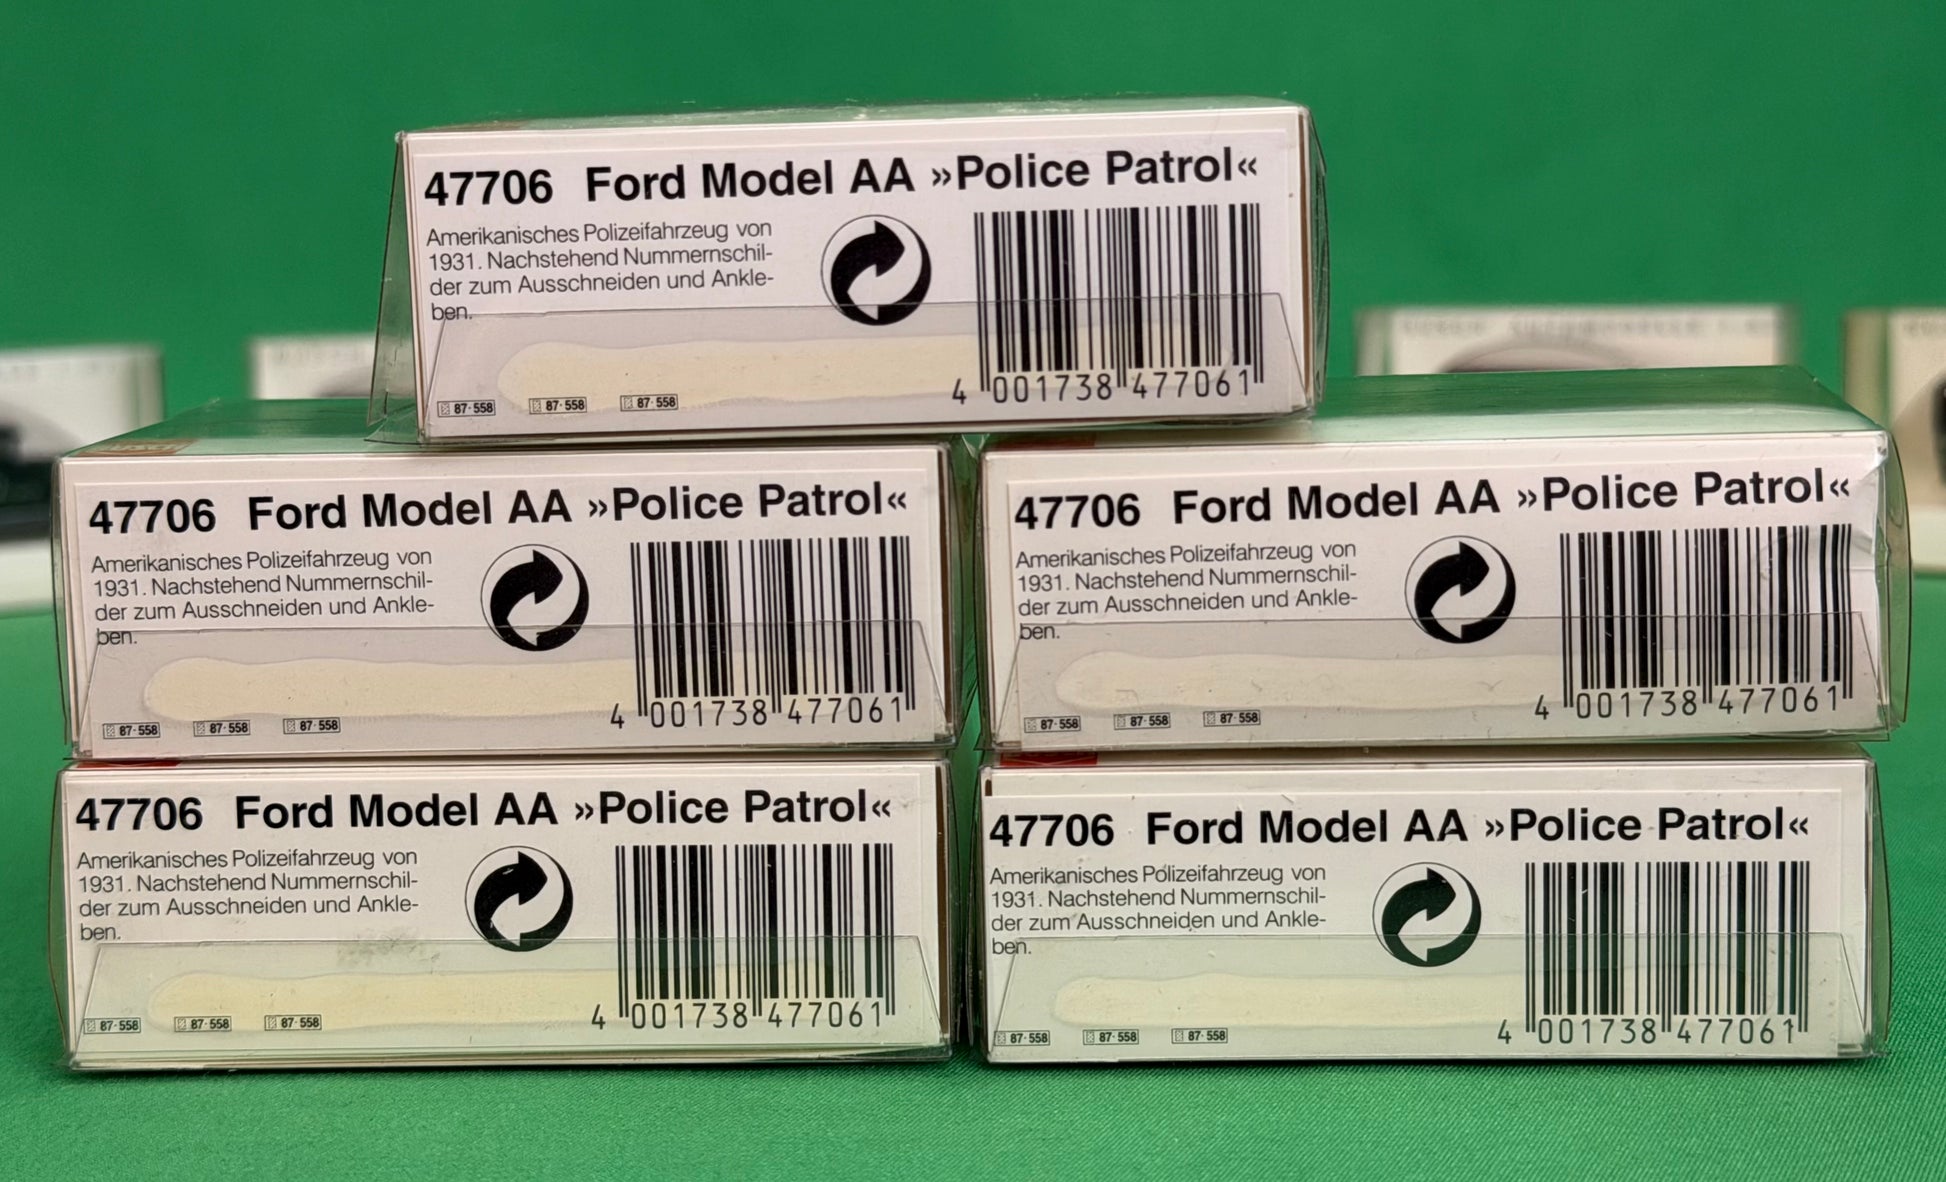 47706 Ford Model AA »Police Patrol«
Amerikanisches Polizeifahrzeug von
1931. Nachstehend Nummernschil-
der zum Ausschneiden und Ankle-
ben.
87·558 87·558 87·558
4 001738 477061
47706 Ford Model AA »Police Patrol«
Amerikanisches Polizeifahrzeug von
1931. Nachstehend Nummernschil-
der zum Ausschneiden und Ankle-
ben.
87·558 87·558 87·558
4 001738 477061
47706 Ford Model AA »Police Patrol«
Amerikanisches Polizeifahrzeug von
1931. Nachstehend Nummernschil-
der zum Ausschneiden und Ankle-
ben.
87·558 87·558 87·558
4 001738 477061
47706 Ford Model AA »Police Patrol«
Amerikanisches Polizeifahrzeug von
1931. Nachstehend Nummernschil-
der zum Ausschneiden und Ankle-
ben.
87·558 87·558 87·558
4 001738 477061
47706 Ford Model AA »Police Patrol«
Amerikanisches Polizeifahrzeug von
1931. Nachstehend Nummernschil-
der zum Ausschneiden und Ankle-
ben.
87·558 87·558 87·558
4 001738 477061